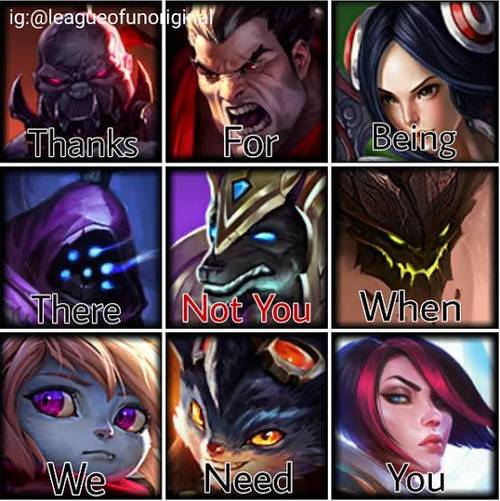 ig:@leagueofunoriginal
Thanks For Being
There Not You When
We Need You